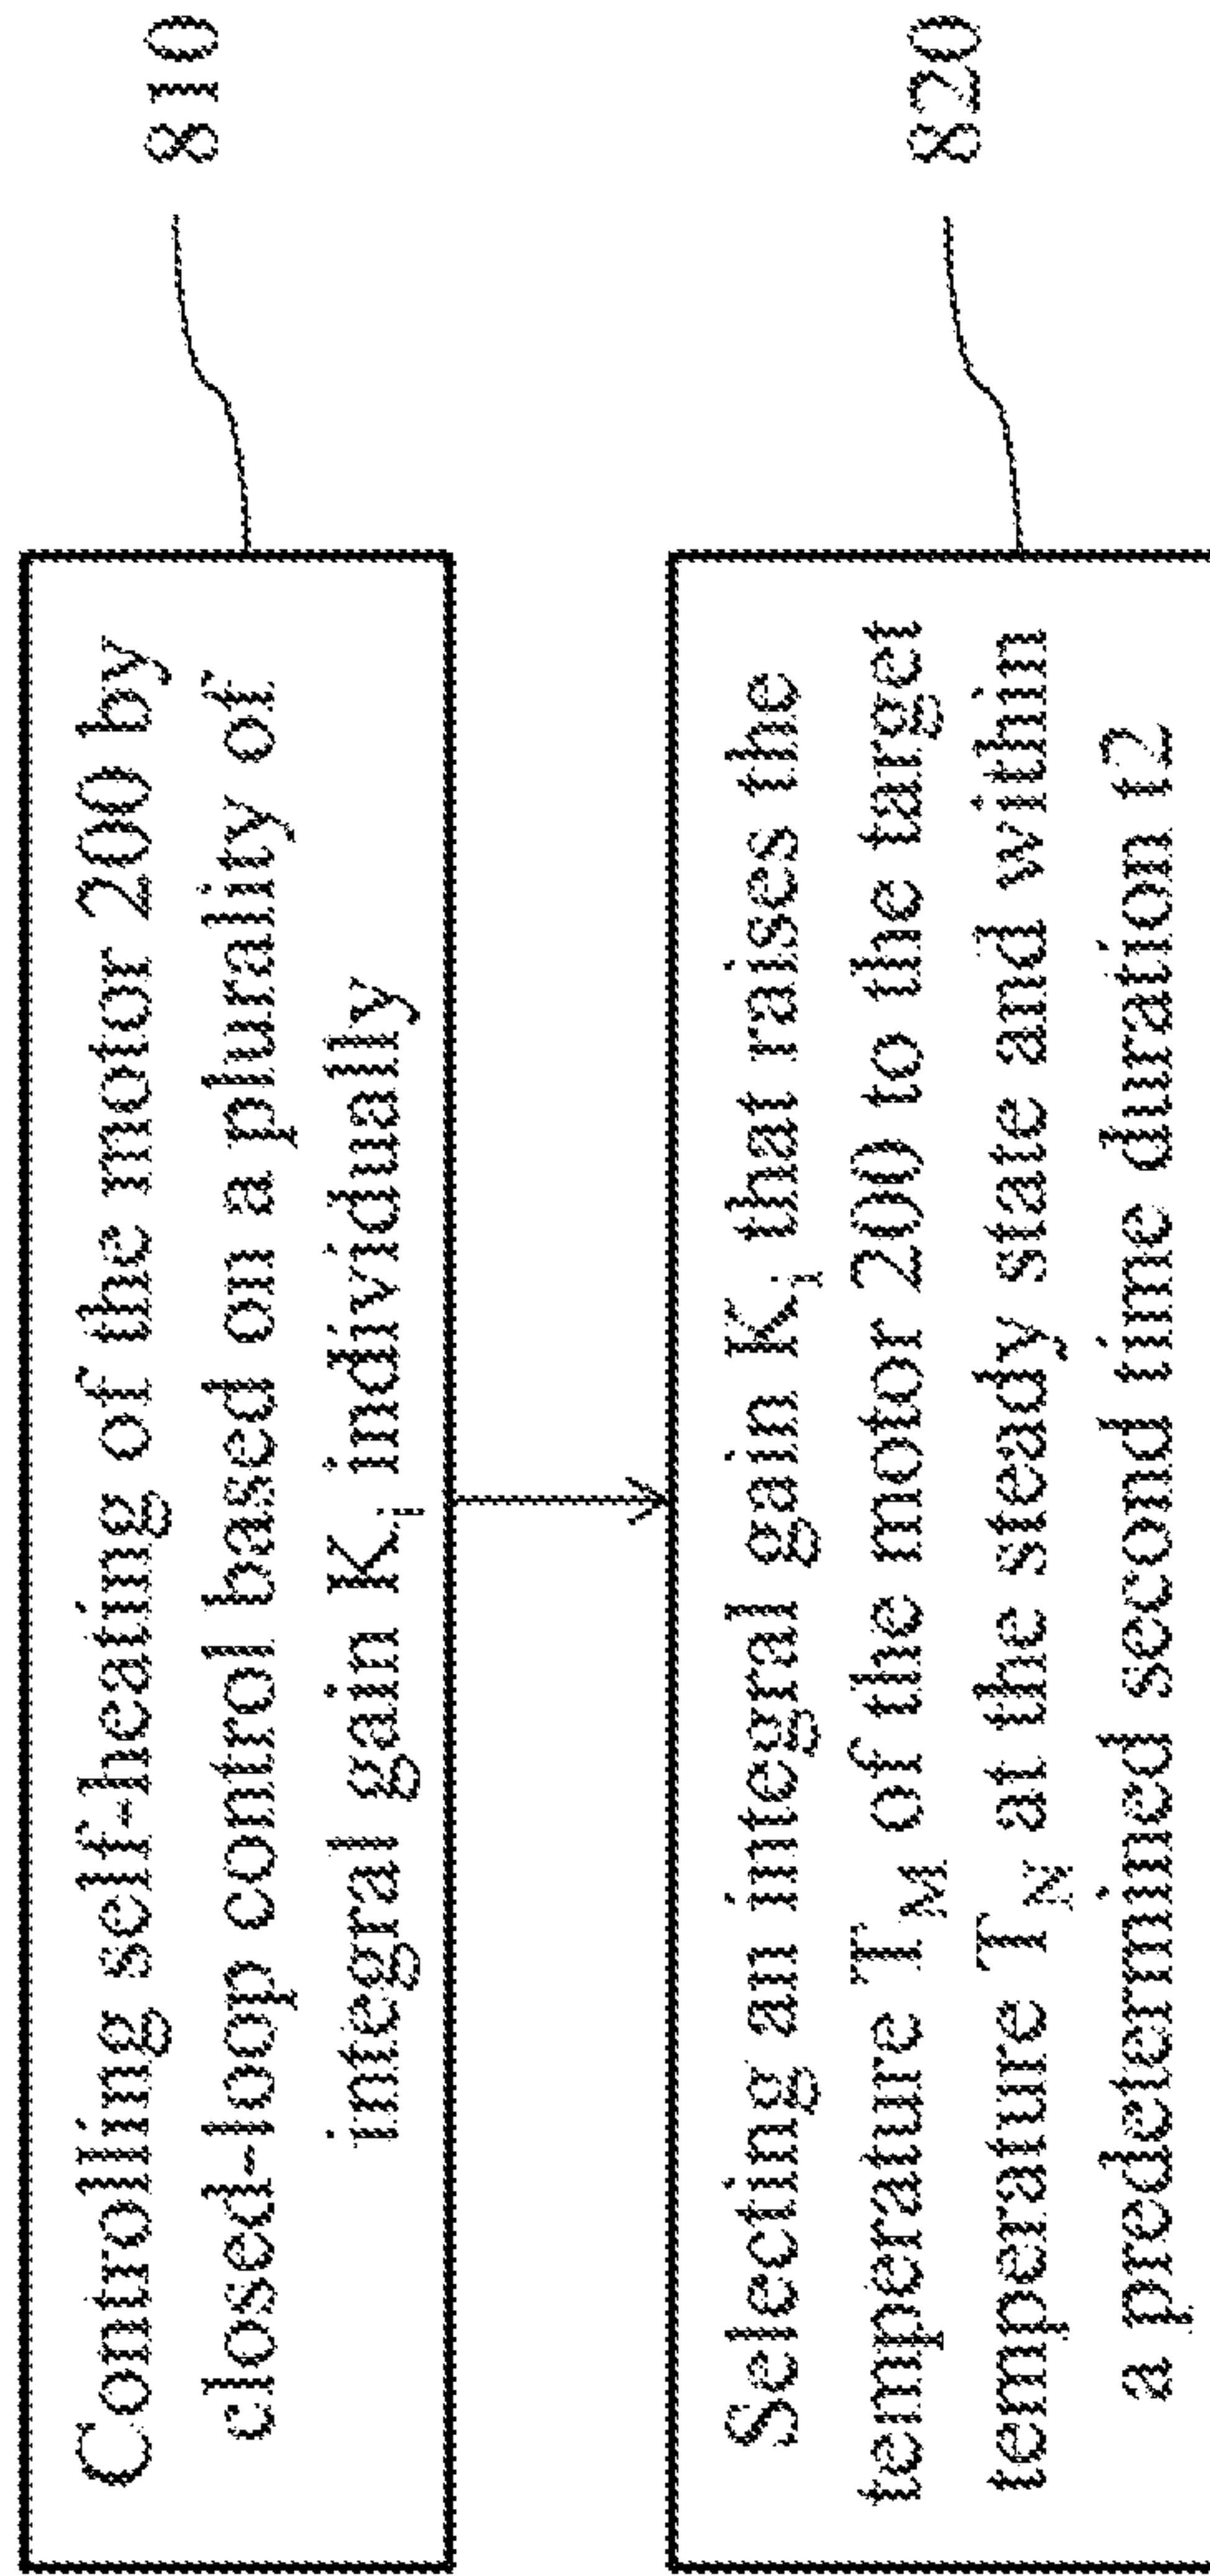 Controlling self-heating of the motor 200 by
closed-loop control based on a plurality of
integral gain Ki individually
810
Selecting an integral gain Ki that raises the
temperature TM of the motor 200 to the target
temperature TN at the steady state and within
a predetermined second time duration t2
820